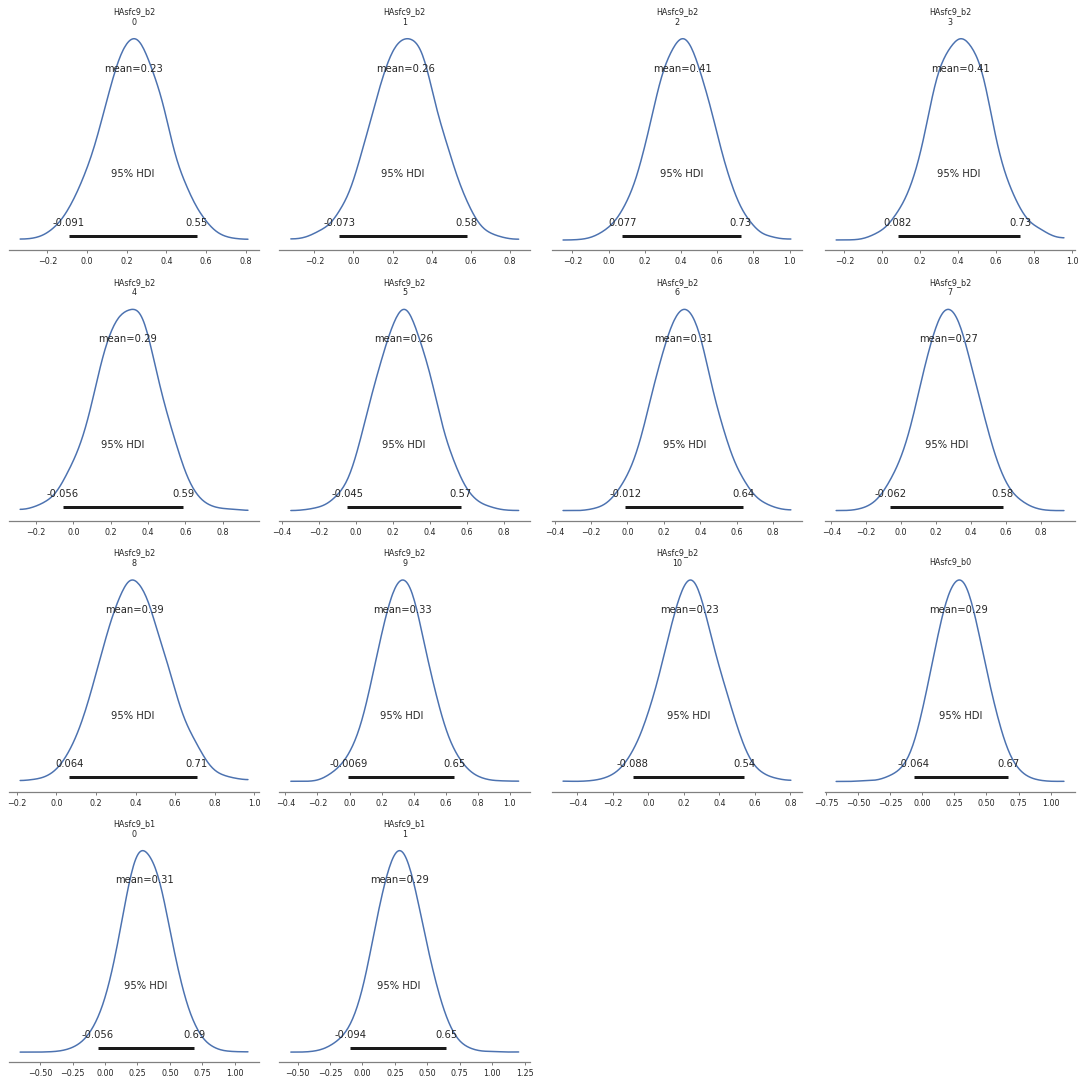 HAsfc9_b2
0
mean=0.23
95% HDI
-0.091 0.55
−0.2 0.0 0.2 0.4 0.6 0.8
HAsfc9_b2
1
mean=0.26
95% HDI
-0.073 0.58
−0.2 0.0 0.2 0.4 0.6 0.8
HAsfc9_b2
2
mean=0.41
95% HDI
0.077 0.73
−0.2 0.0 0.2 0.4 0.6 0.8 1.0
HAsfc9_b2
3
mean=0.41
95% HDI
0.082 0.73
−0.2 0.0 0.2 0.4 0.6 0.8 1.0
HAsfc9_b2
4
mean=0.29
95% HDI
-0.056 0.59
−0.2 0.0 0.2 0.4 0.6 0.8
HAsfc9_b2
5
mean=0.26
95% HDI
-0.045 0.57
−0.4 −0.2 0.0 0.2 0.4 0.6 0.8
HAsfc9_b2
6
mean=0.31
95% HDI
-0.012 0.64
−0.4 −0.2 0.0 0.2 0.4 0.6 0.8
HAsfc9_b2
7
mean=0.27
95% HDI
-0.062 0.58
−0.4 −0.2 0.0 0.2 0.4 0.6 0.8
HAsfc9_b2
8
mean=0.39
95% HDI
0.064 0.71
−0.2 0.0 0.2 0.4 0.6 0.8 1.0
HAsfc9_b2
9
mean=0.33
95% HDI
-0.0069 0.65
−0.4 −0.2 0.0 0.2 0.4 0.6 0.8 1.0
HAsfc9_b2
10
mean=0.23
95% HDI
-0.088 0.54
−0.4 −0.2 0.0 0.2 0.4 0.6 0.8
HAsfc9_b0
mean=0.29
95% HDI
-0.064 0.67
−0.75 −0.50 −0.25 0.00 0.25 0.50 0.75 1.00
HAsfc9_b1
0
mean=0.31
95% HDI
-0.056 0.69
−0.50 −0.25 0.00 0.25 0.50 0.75 1.00
HAsfc9_b1
1
mean=0.29
95% HDI
-0.094 0.65
−0.50 −0.25 0.00 0.25 0.50 0.75 1.00 1.25